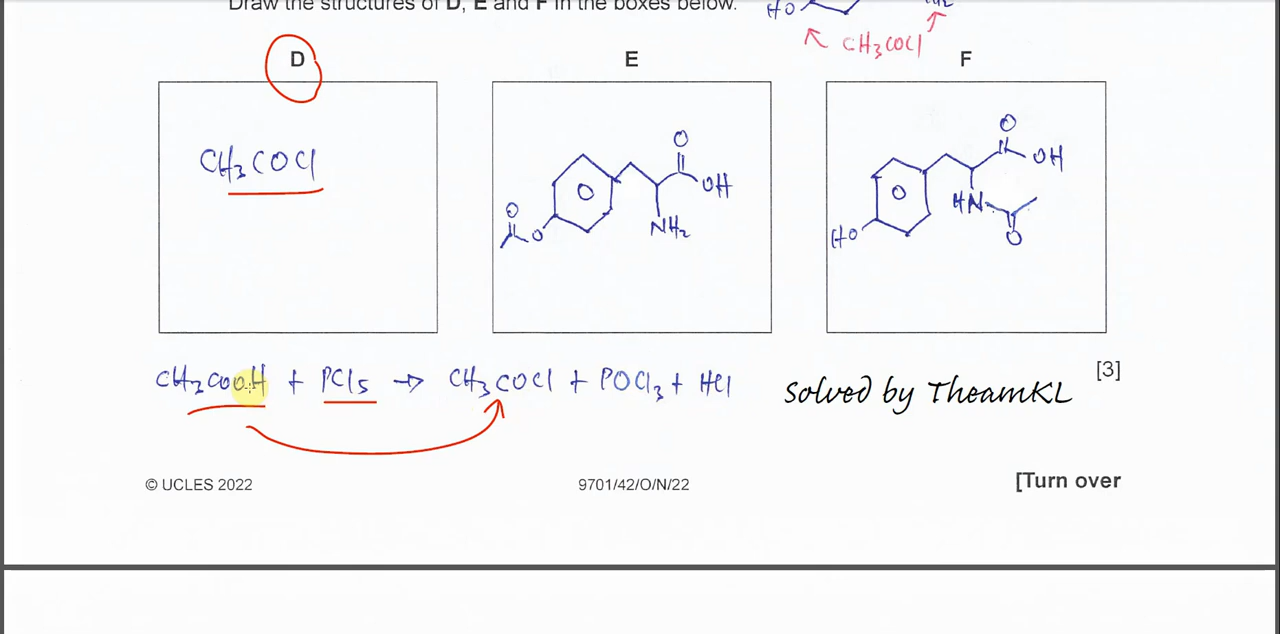 Draw the structures of D, E and F in the boxes below.
HO
NH2
CH3COCl
D
E
F
CH3COCl
O
O
O
OH
NH2
O
OH
HN
O
HO
CH3COOH + PCl5 → CH3COCl + POCl3 + HCl
Solved by TheamKL
[3]
© UCLES 2022
9701/42/O/N/22
[Turn over